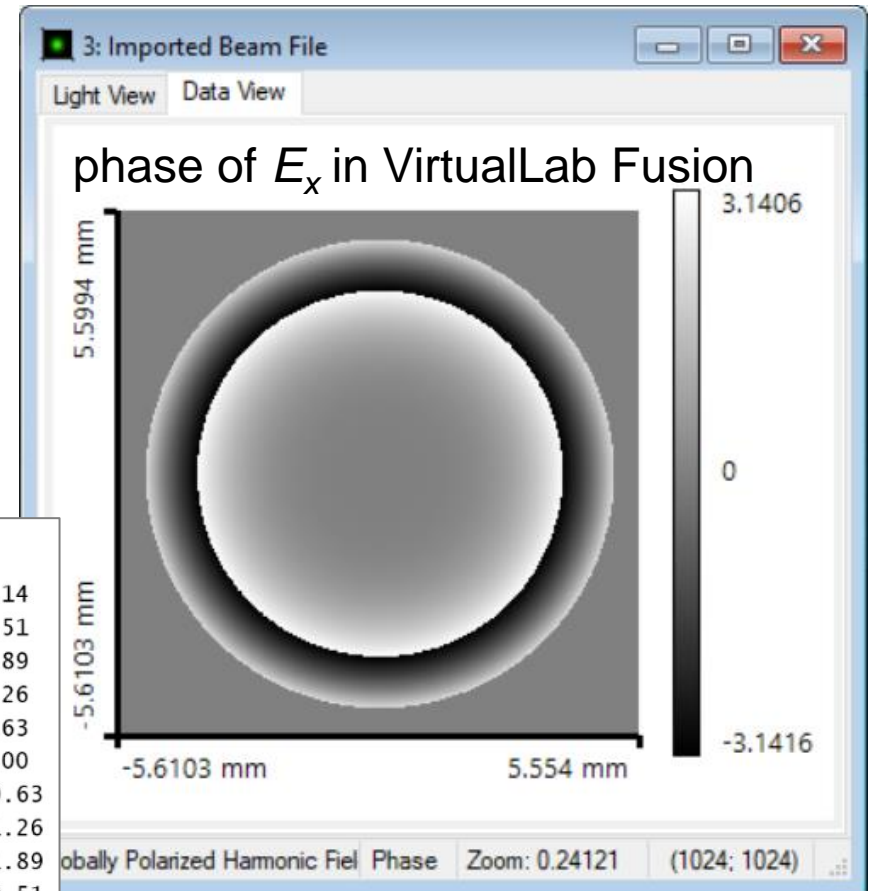 3: Imported Beam File
Light View Data View
phase of Ex in VirtualLab Fusion
3.1406
5.5994 mm
0
-5.6103 mm
-3.1416
-5.6103 mm 5.554 mm
14
51
89
26
63
00
.63
.26
.89
.51
obally Polarized Harmonic Fiel Phase Zoom: 0.24121 (1024; 1024)